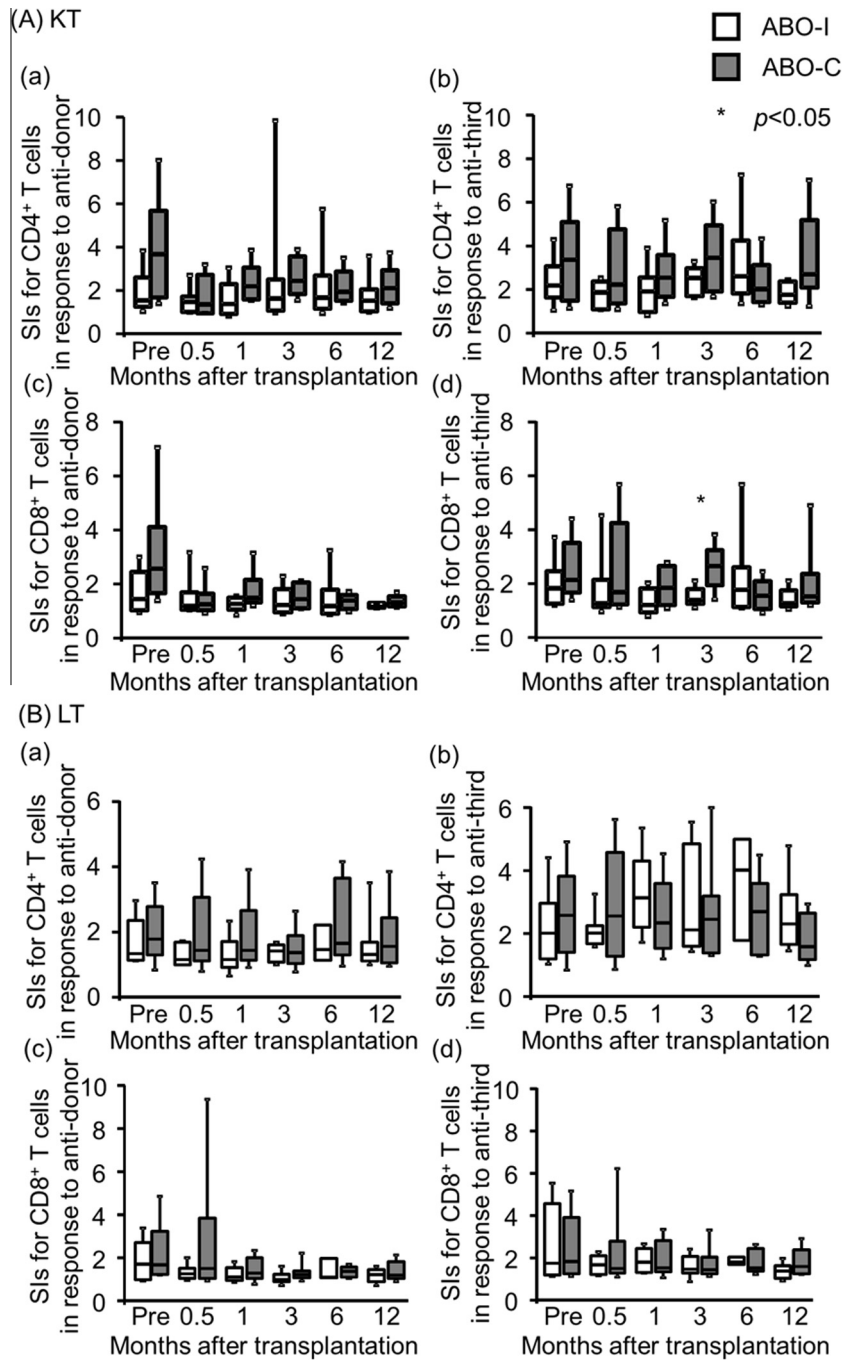 (A) KT
ABO-I
ABO-C
* p<0.05
(a)
SIs for CD4+ T cells
in response to anti-donor
10
8
6
4
2
0
Pre 0.5 1 3 6 12
Months after transplantation
(b)
SIs for CD4+ T cells
in response to anti-third
10
8
6
4
2
0
Pre 0.5 1 3 6 12
Months after transplantation
(c)
SIs for CD8+ T cells
in response to anti-donor
8
6
4
2
0
Pre 0.5 1 3 6 12
Months after transplantation
(d)
SIs for CD8+ T cells
in response to anti-third
8
6
4
2
0
*
Pre 0.5 1 3 6 12
Months after transplantation
(B) LT
(a)
SIs for CD4+ T cells
in response to anti-donor
6
4
2
0
Pre 0.5 1 3 6 12
Months after transplantation
(b)
SIs for CD4+ T cells
in response to anti-third
6
4
2
0
Pre 0.5 1 3 6 12
Months after transplantation
(c)
SIs for CD8+ T cells
in response to anti-donor
10
8
6
4
2
0
Pre 0.5 1 3 6 12
Months after transplantation
(d)
SIs for CD8+ T cells
in response to anti-third
10
8
6
4
2
0
Pre 0.5 1 3 6 12
Months after transplantation